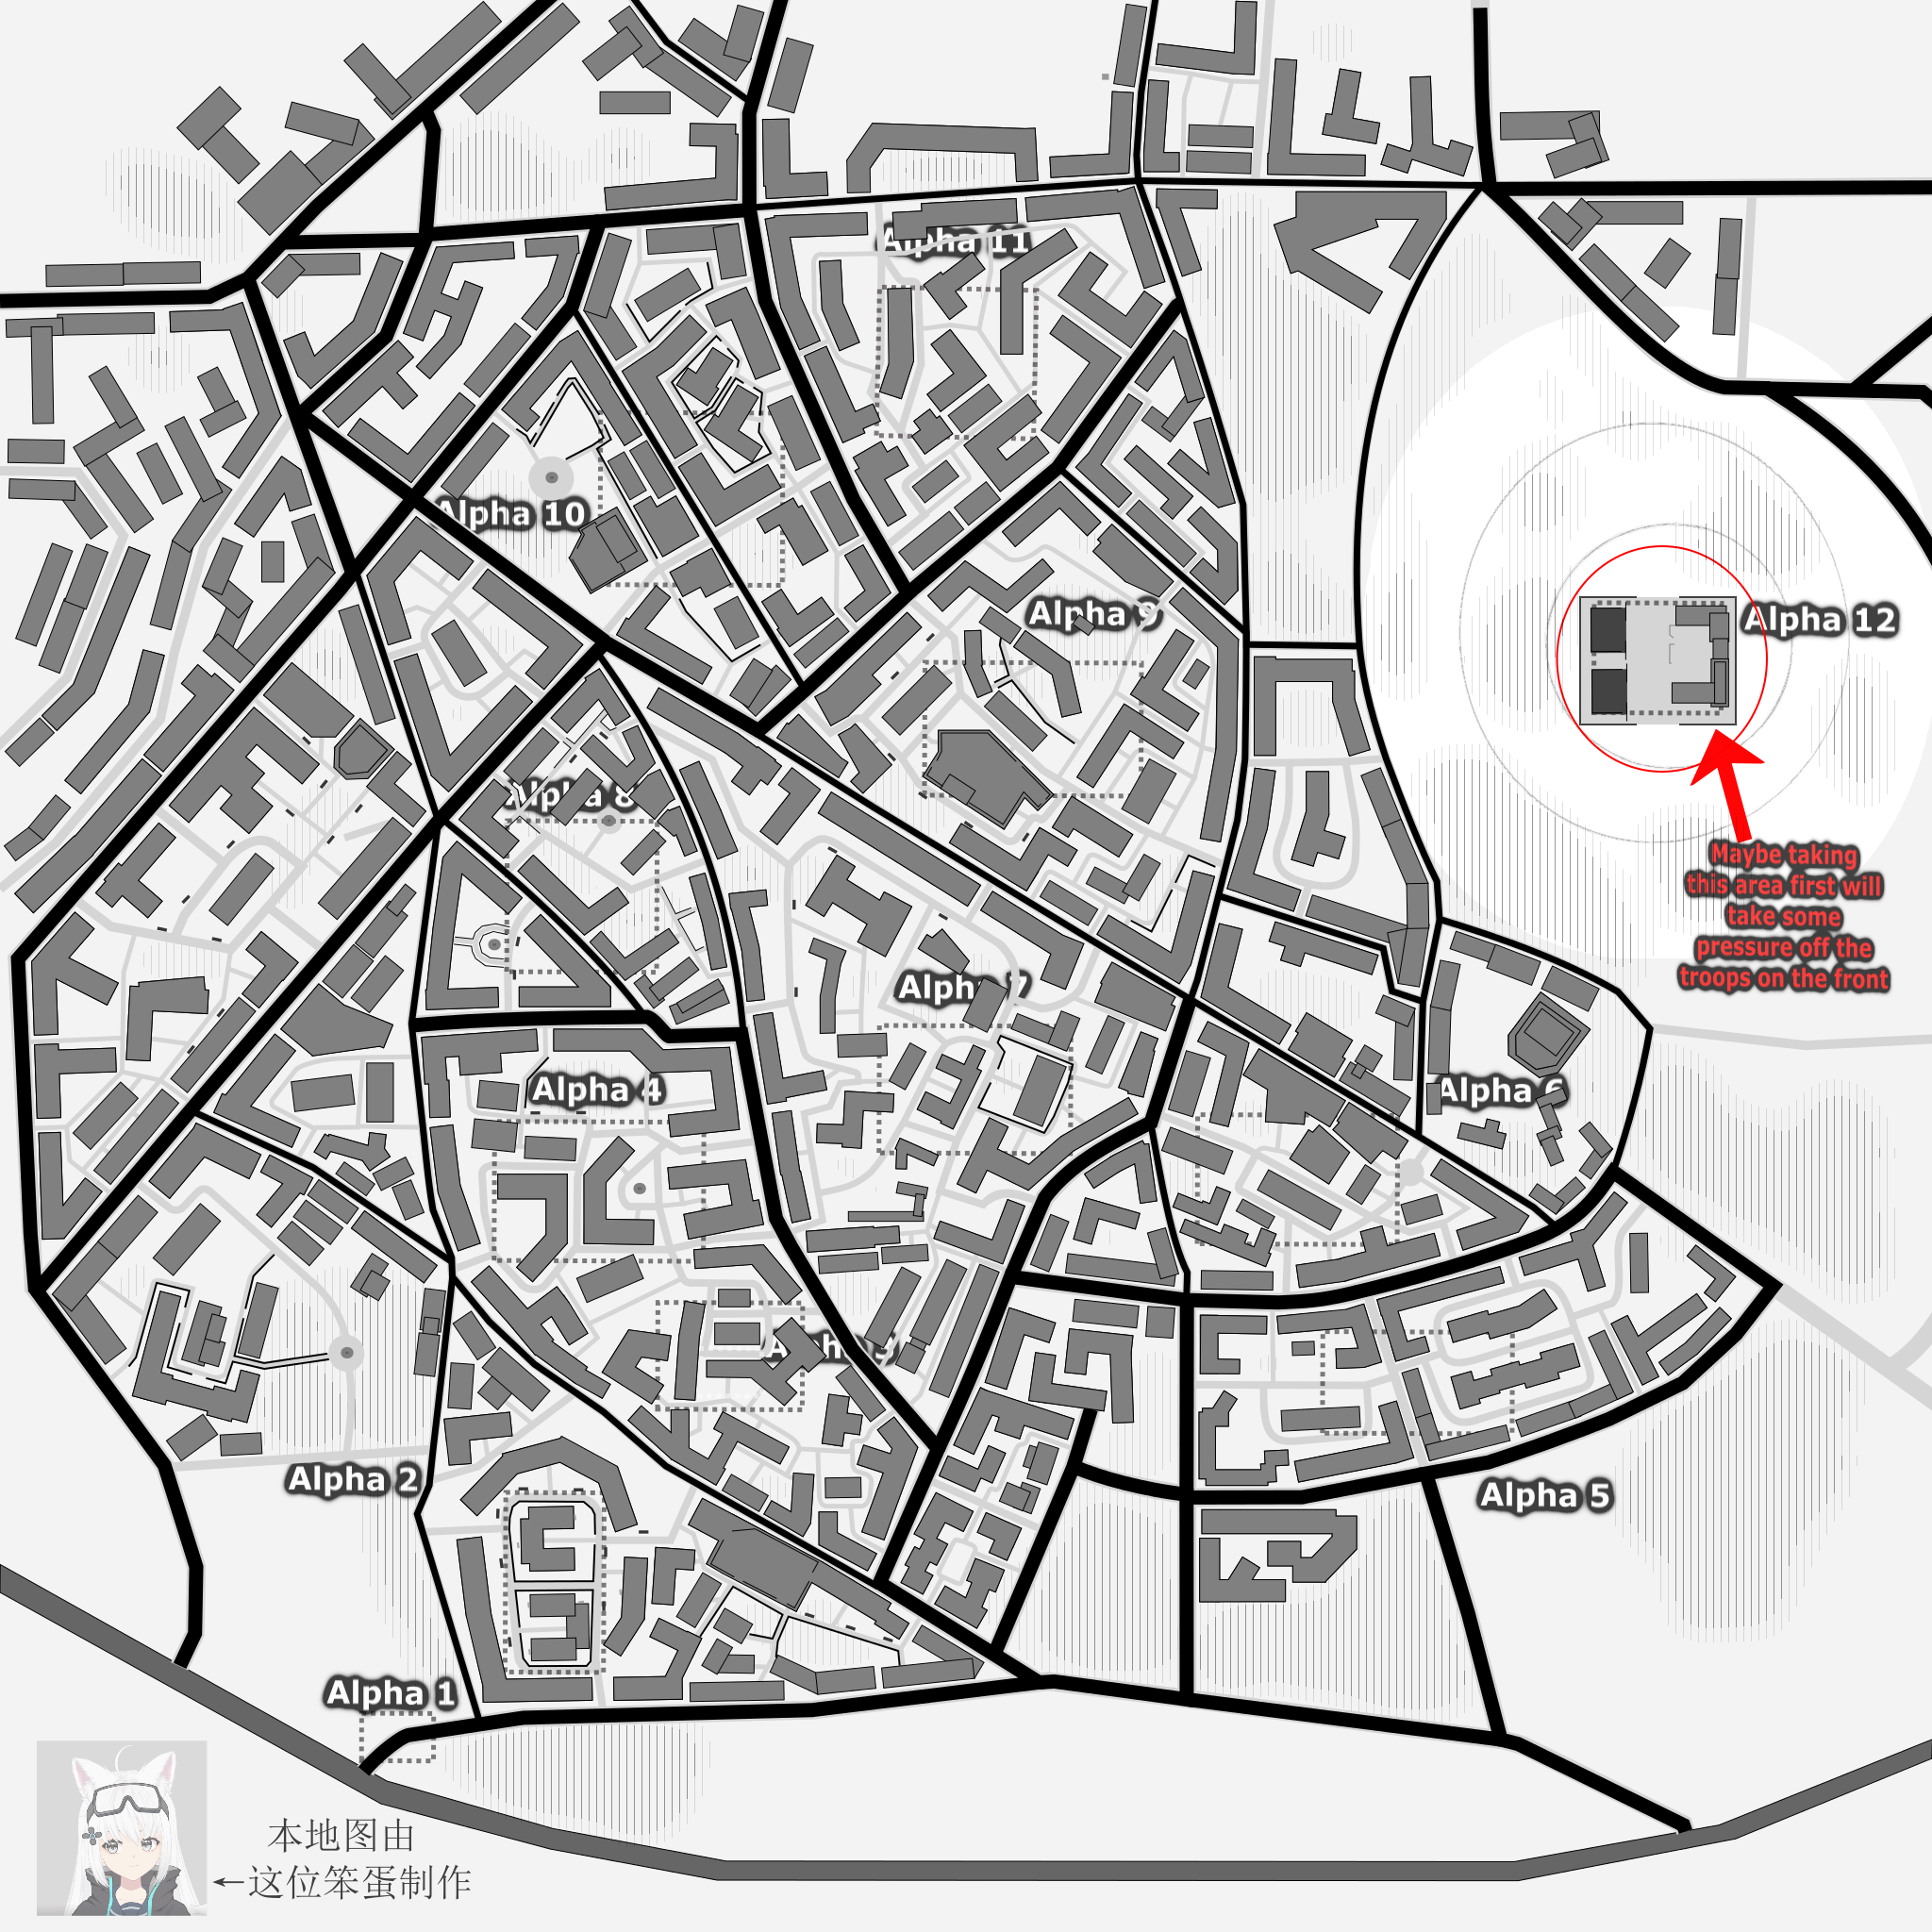 Alpha 11
Alpha 10
Alpha 9
Alpha 12
Alpha 8
Maybe taking
this area first will
take some
pressure off the
troops on the front
Alpha 7
Alpha 4
Alpha 6
Alpha 2
Alpha 5
Alpha 1
本地图由
←这位笨蛋制作